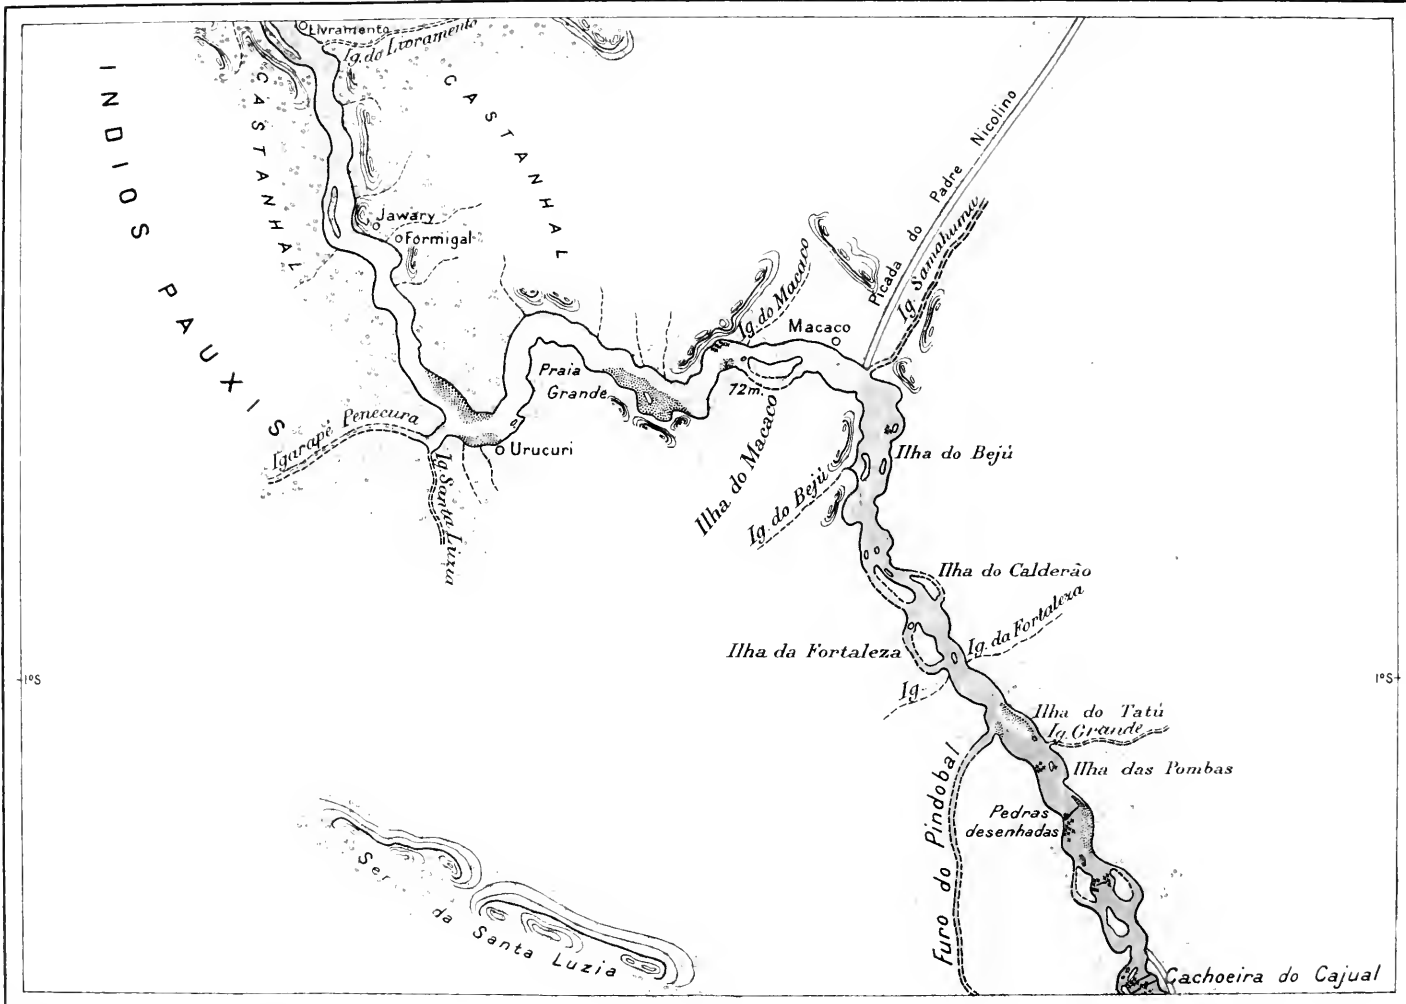 Livramento
Ig. do Livramento
INDIOS PAUXIS
CASTANHAL
CASTANHAL
Jawary
Formigal
Picada do Padre Nicolino
Ig. Samahuma
Ig. do Macaco
Macaco
Praia
Grande
72m.
Ilha do Macaco
Igarapé Penecura
Ig. Santa Luzia
Urucuri
Ilha do Bejú
Ig. do Bejú
Ilha do Calderão
Ig. da Fortaleza
Ilha da Fortaleza
Ig.
1°S
1°S
Ilha do Tatú
Ig. Grande
Ilha das Pombas
Furo do Pindobal
Pedras
desenhadas
Ser da Santa Luzia
Cachoeira do Cajual